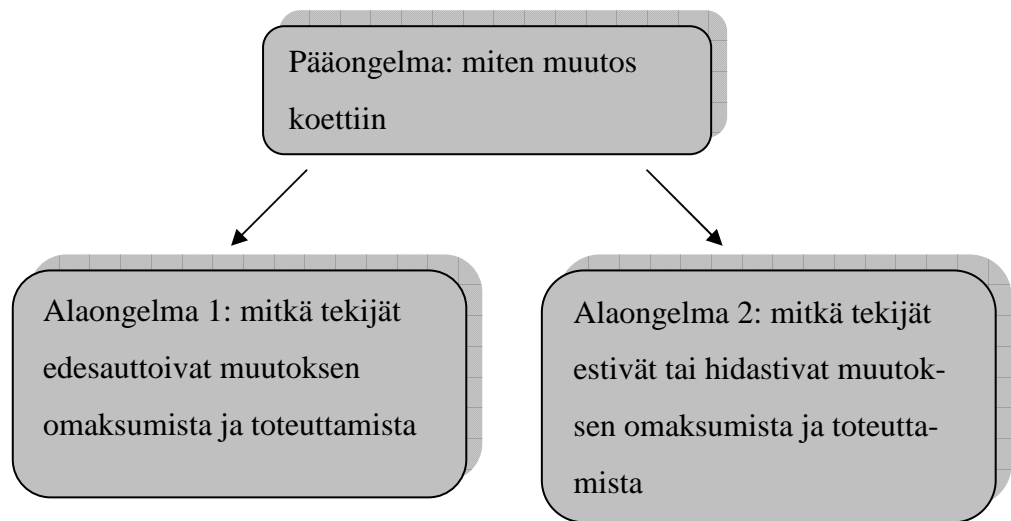 Pääongelma: miten muutos
koettiin
Alaongelma 1: mitkä tekijät
edesauttoivat muutoksen
omaksumista ja toteuttamista
Alaongelma 2: mitkä tekijät
estivät tai hidastivat muutok-
sen omaksumista ja toteutta-
mista